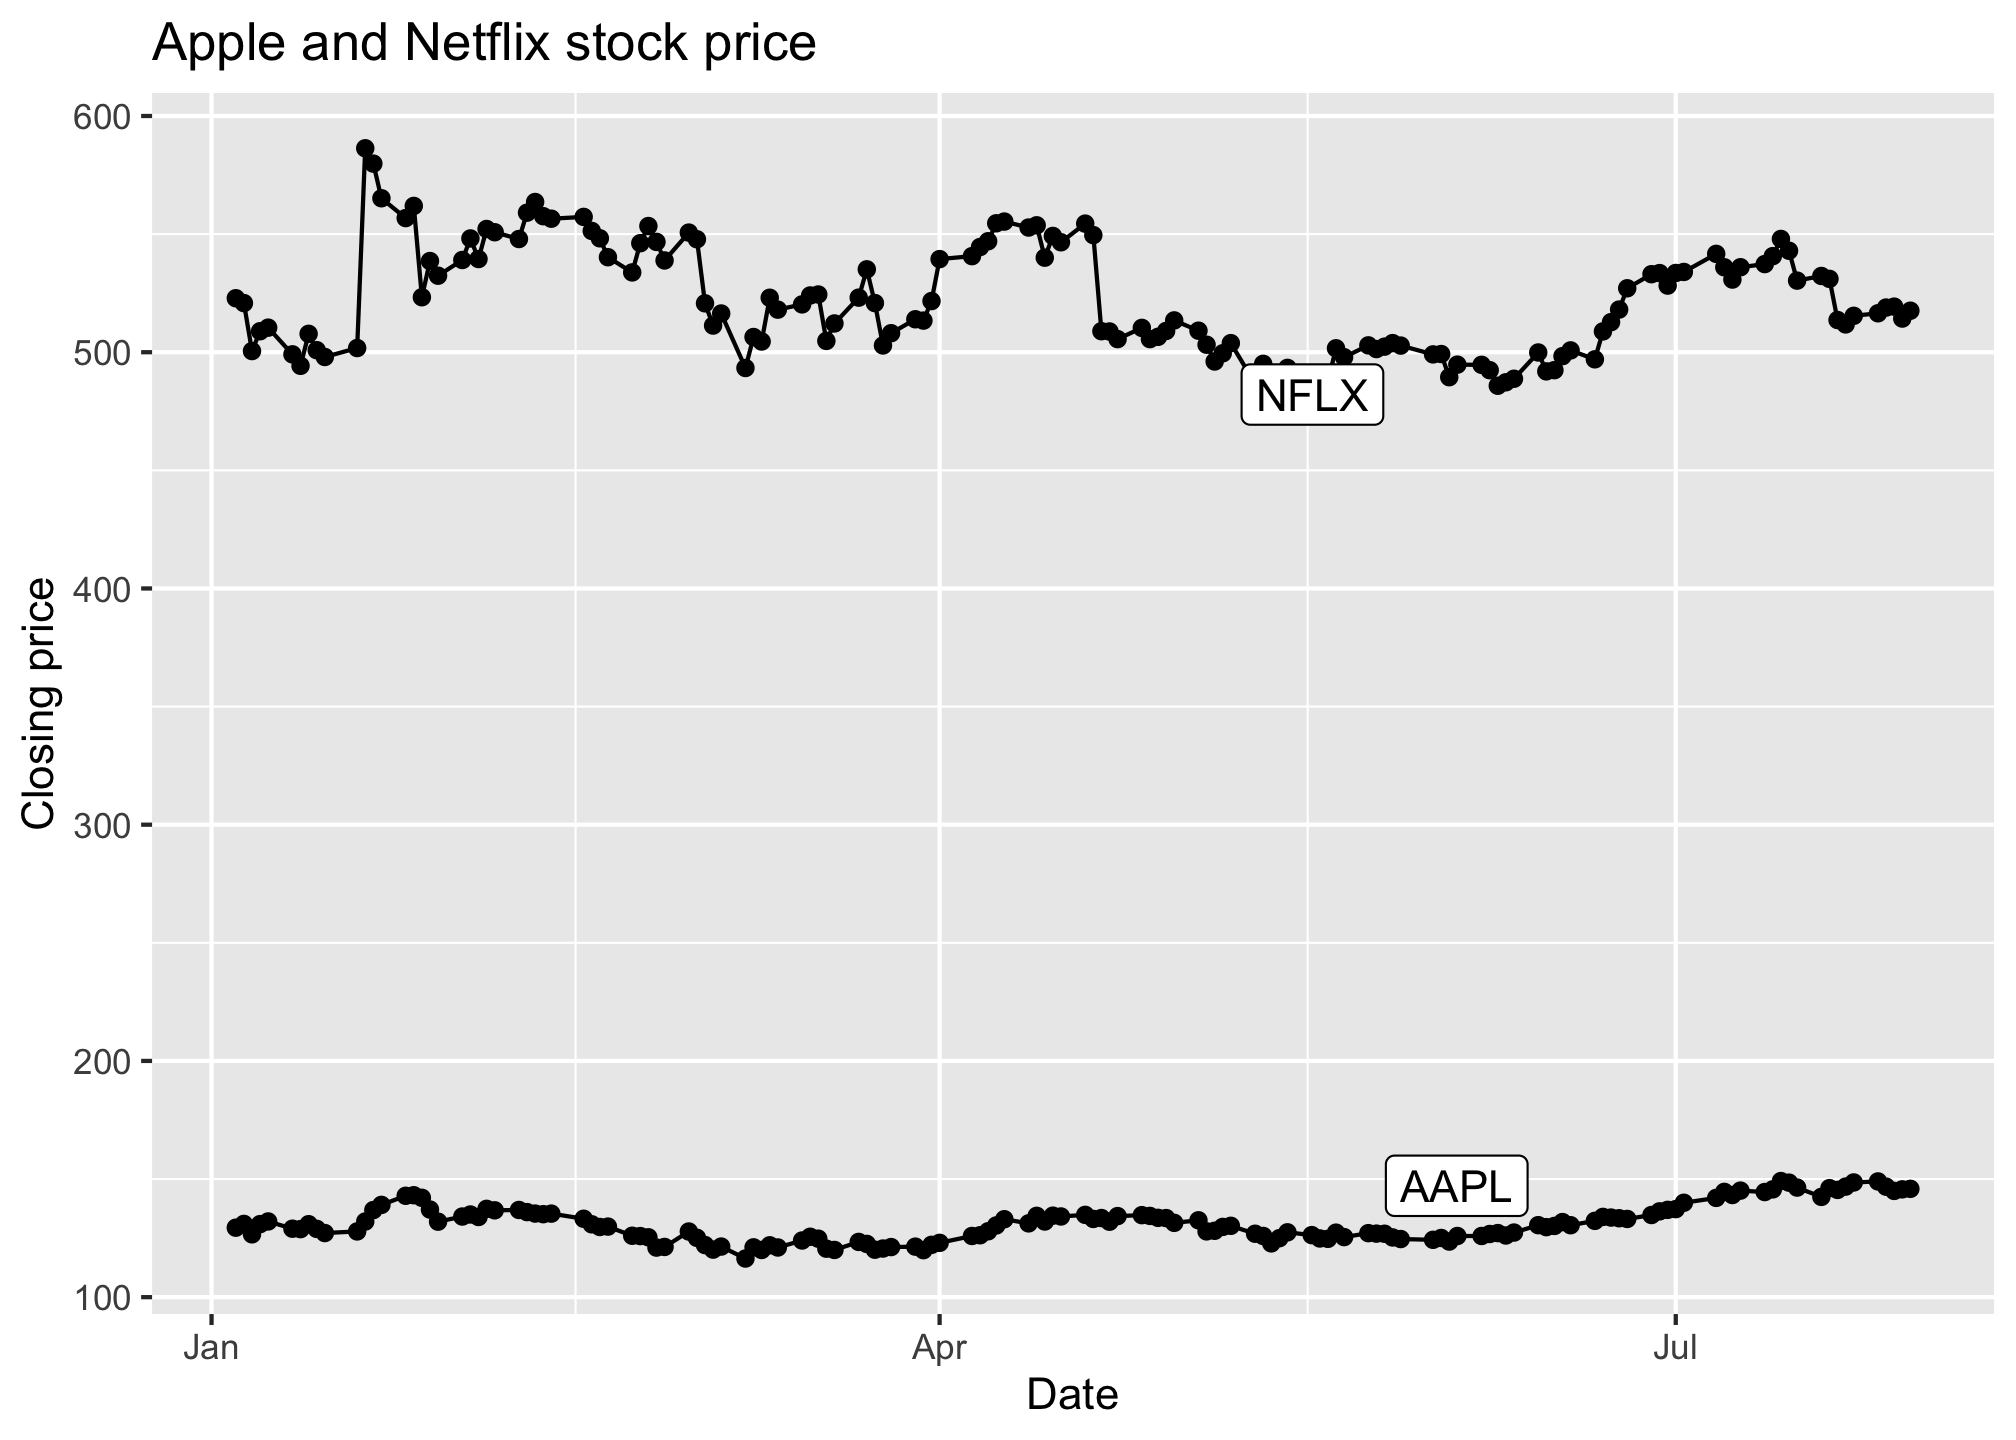 Apple and Netflix stock price
600
500
400
300
200
100
Closing price
NFLX
AAPL
Jan
Apr
Jul
Date